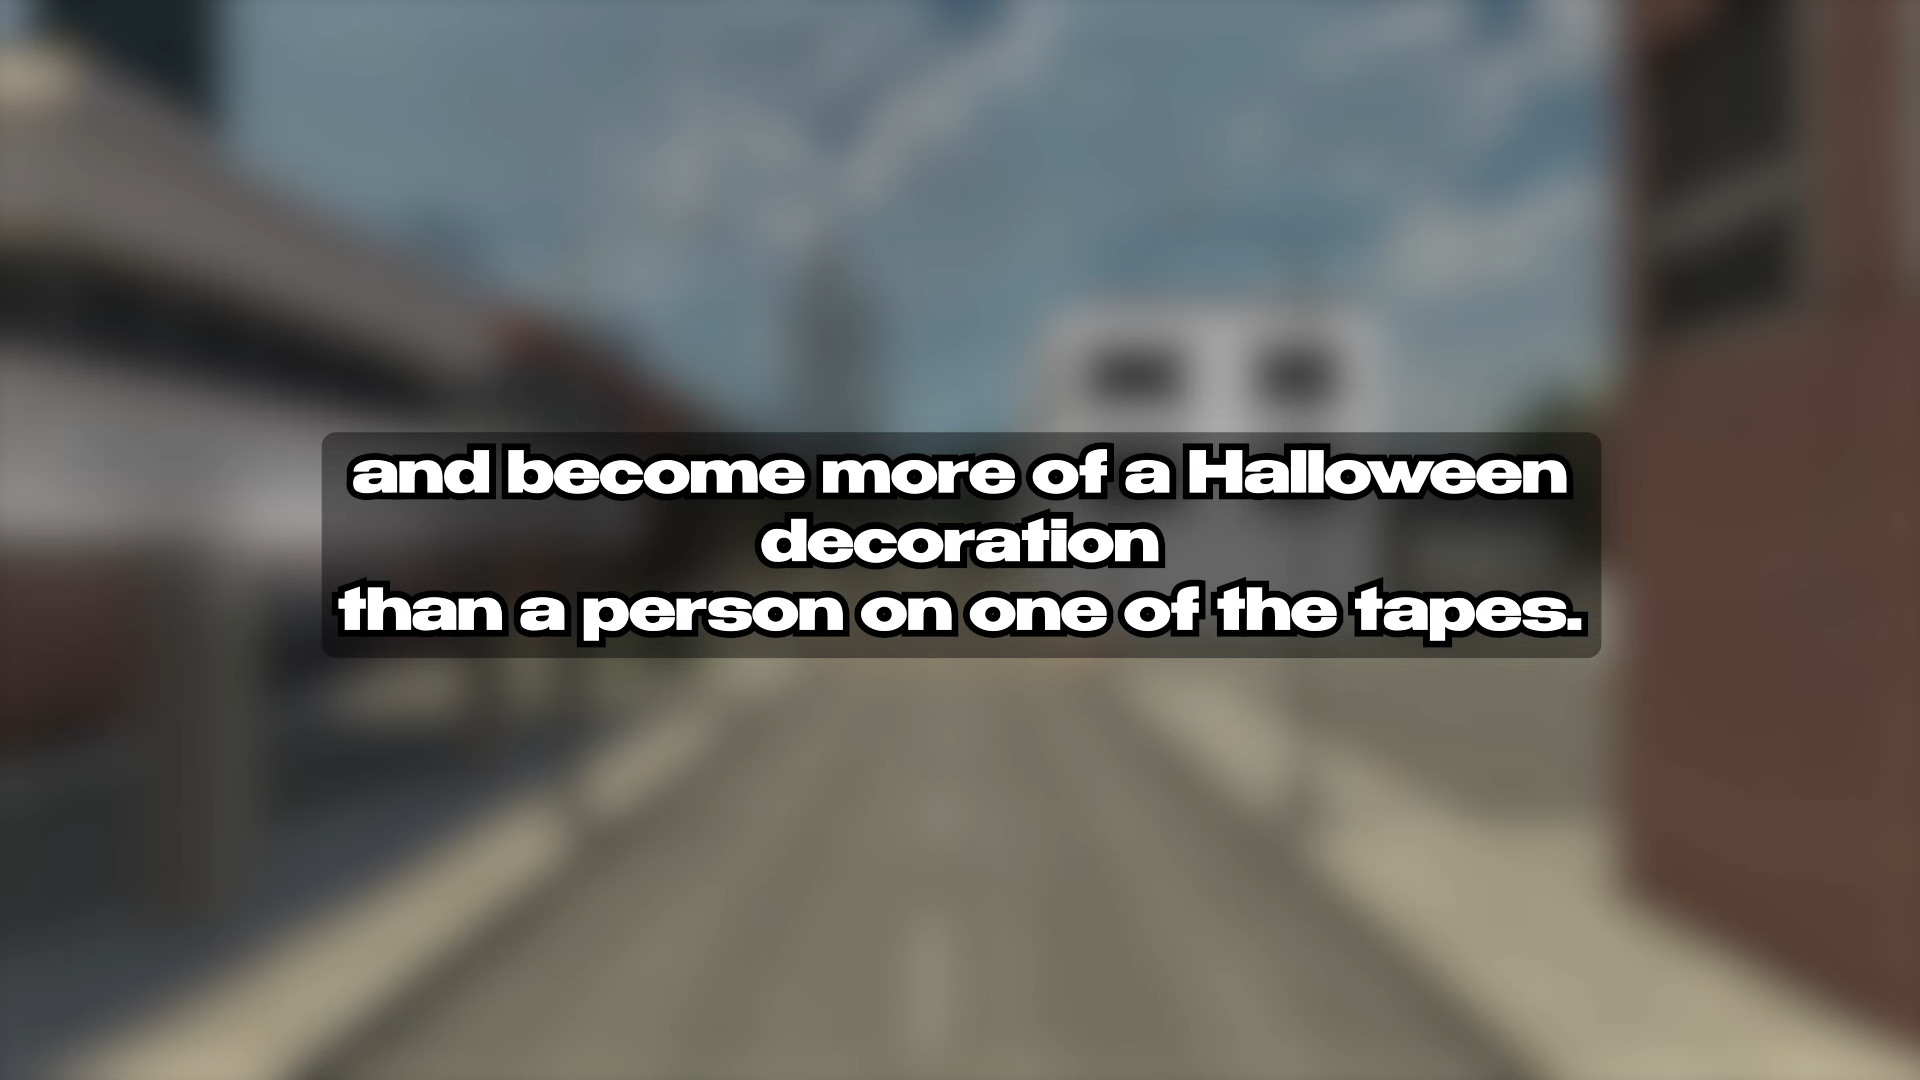 and become more of a Halloween
decoration
than a person on one of the tapes.